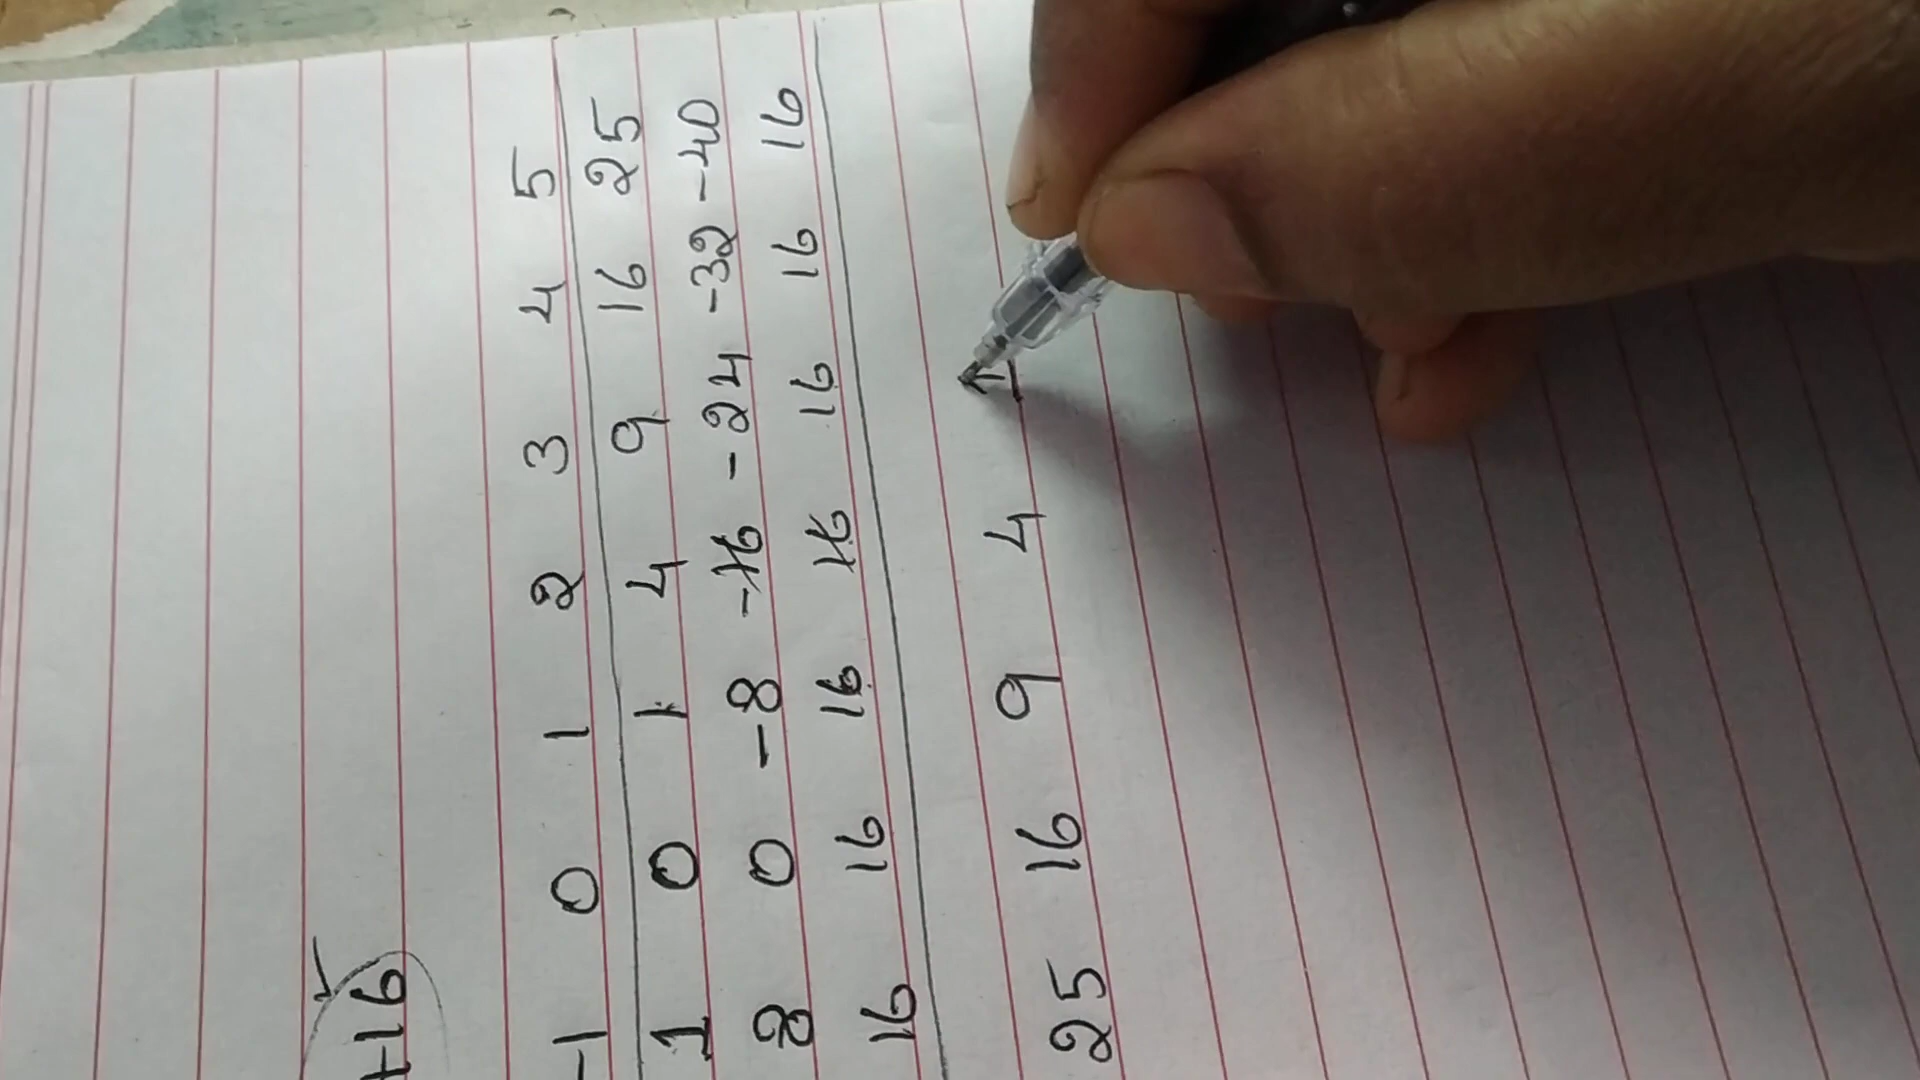 +16
-1 0 1 2 3 4 5
1 0 1 4 9 16 25
8 0 -8 -16 -24 -32 -40
16 16 16 16 16 16 16
25 16 9 4 1